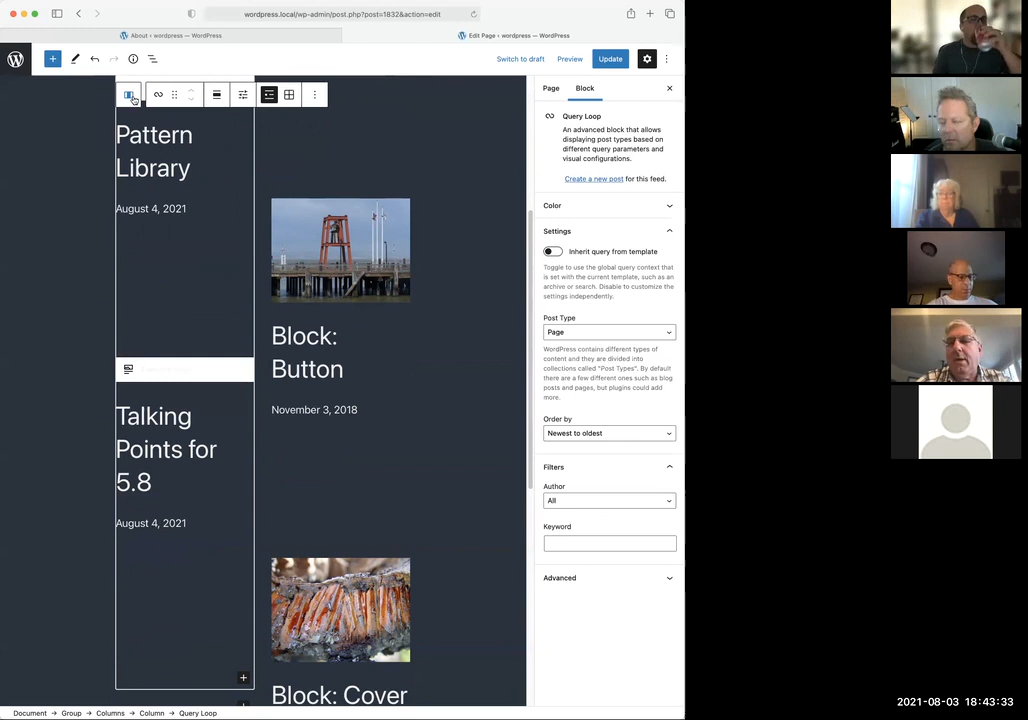 wordpress.local/wp-admin/post.php?post=1832&action=edit
About ‹ wordpress — WordPress
Edit Page ‹ wordpress — WordPress
Switch to draft
Preview
Update
Page
Block
Query Loop
An advanced block that allows
displaying post types based on
different query parameters and
visual configurations.
Create a new post for this feed.
Color
Settings
Inherit query from template
Toggle to use the global query context that
is set with the current template, such as an
archive or search. Disable to customize the
settings independently.
Post Type
Page
WordPress contains different types of
content and they are divided into
collections called "Post Types". By default
there are a few different ones such as blog
posts and pages, but plugins could add
more.
Order by
Newest to oldest
Filters
Author
All
Keyword
Advanced
Pattern
Library
August 4, 2021
Talking
Points for
5.8
August 4, 2021
Block:
Button
November 3, 2018
Block: Cover
Document → Group → Columns → Column → Query Loop
2021-08-03 18:43:33